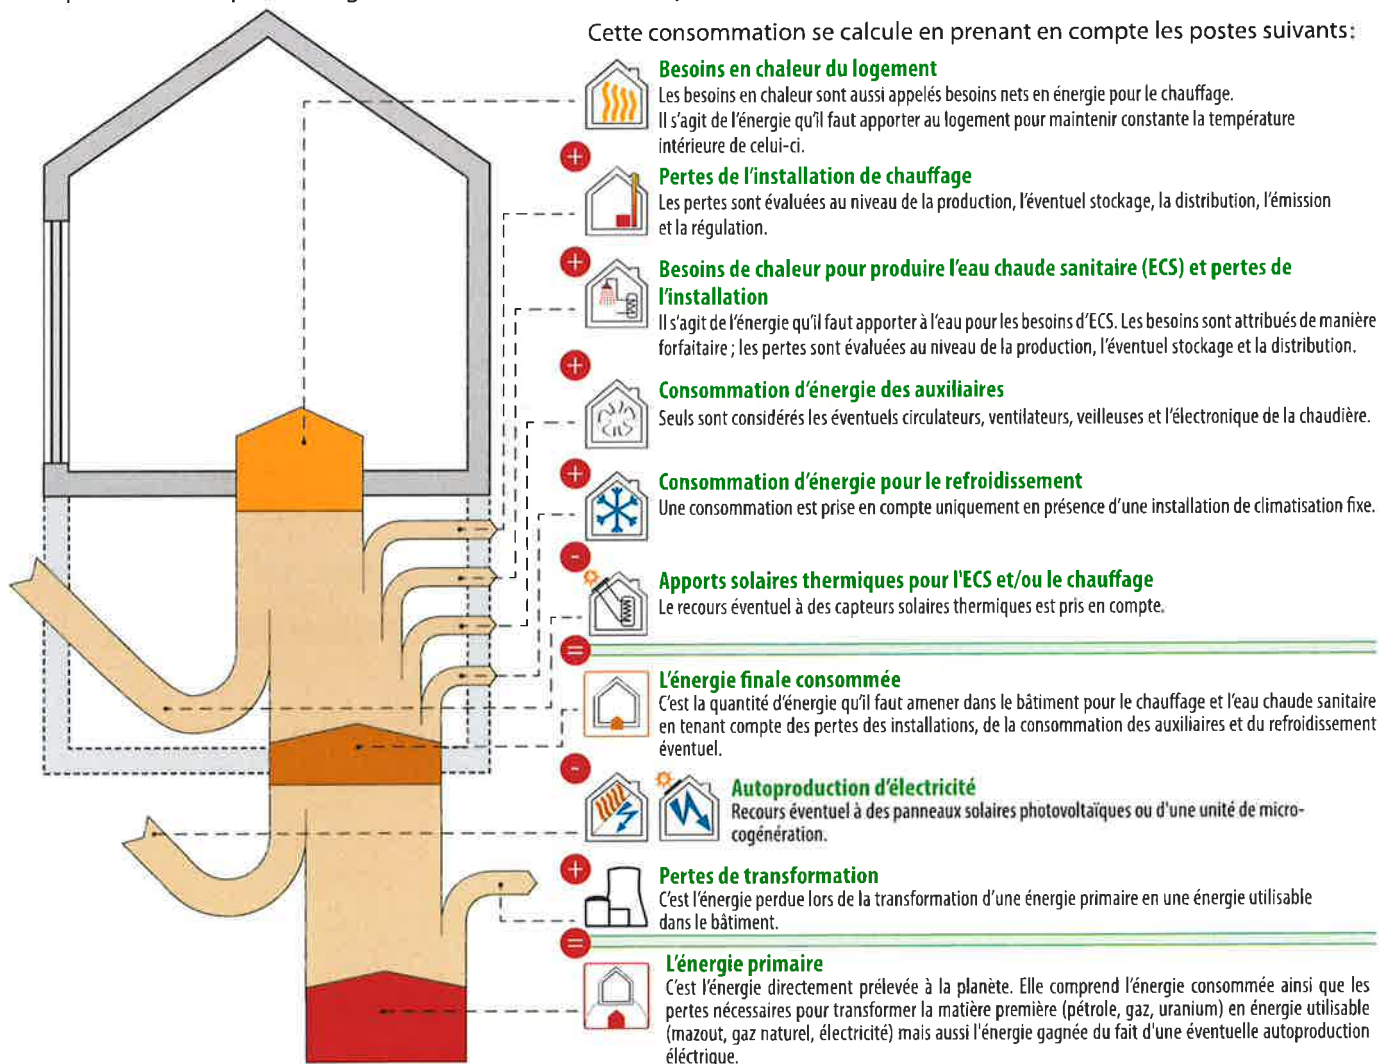 Cette consommation se calcule en prenant en compte les postes suivants:
Besoins en chaleur du logement
Les besoins en chaleur sont aussi appelés besoins nets en énergie pour le chauffage.
Il s'agit de l'énergie qu'il faut apporter au logement pour maintenir constante la température
intérieure de celui-ci.
+
Pertes de l'installation de chauffage
Les pertes sont évaluées au niveau de la production, l'éventuel stockage, la distribution, l'émission
et la régulation.
+
Besoins de chaleur pour produire l'eau chaude sanitaire (ECS) et pertes de
l'installation
Il s'agit de l'énergie qu'il faut apporter à l'eau pour les besoins d'ECS. Les besoins sont attribués de manière
forfaitaire ; les pertes sont évaluées au niveau de la production, l'éventuel stockage et la distribution.
+
Consommation d'énergie des auxiliaires
Seuls sont considérés les éventuels circulateurs, ventilateurs, veilleuses et l'électronique de la chaudière.
+
Consommation d'énergie pour le refroidissement
Une consommation est prise en compte uniquement en présence d'une installation de climatisation fixe.
-
Apports solaires thermiques pour l'ECS et/ou le chauffage
Le recours éventuel à des capteurs solaires thermiques est pris en compte.
=
L'énergie finale consommée
C'est la quantité d'énergie qu'il faut amener dans le bâtiment pour le chauffage et l'eau chaude sanitaire
en tenant compte des pertes des installations, de la consommation des auxiliaires et du refroidissement
éventuel.
-
Autoproduction d'électricité
Recours éventuel à des panneaux solaires photovoltaïques ou d'une unité de micro-
cogénération.
+
Pertes de transformation
C'est l'énergie perdue lors de la transformation d'une énergie primaire en une énergie utilisable
dans le bâtiment.
=
L'énergie primaire
C'est l'énergie directement prélevée à la planète. Elle comprend l'énergie consommée ainsi que les
pertes nécessaires pour transformer la matière première (pétrole, gaz, uranium) en énergie utilisable
(mazout, gaz naturel, électricité) mais aussi l'énergie gagnée du fait d'une éventuelle autoproduction
éléctrique.